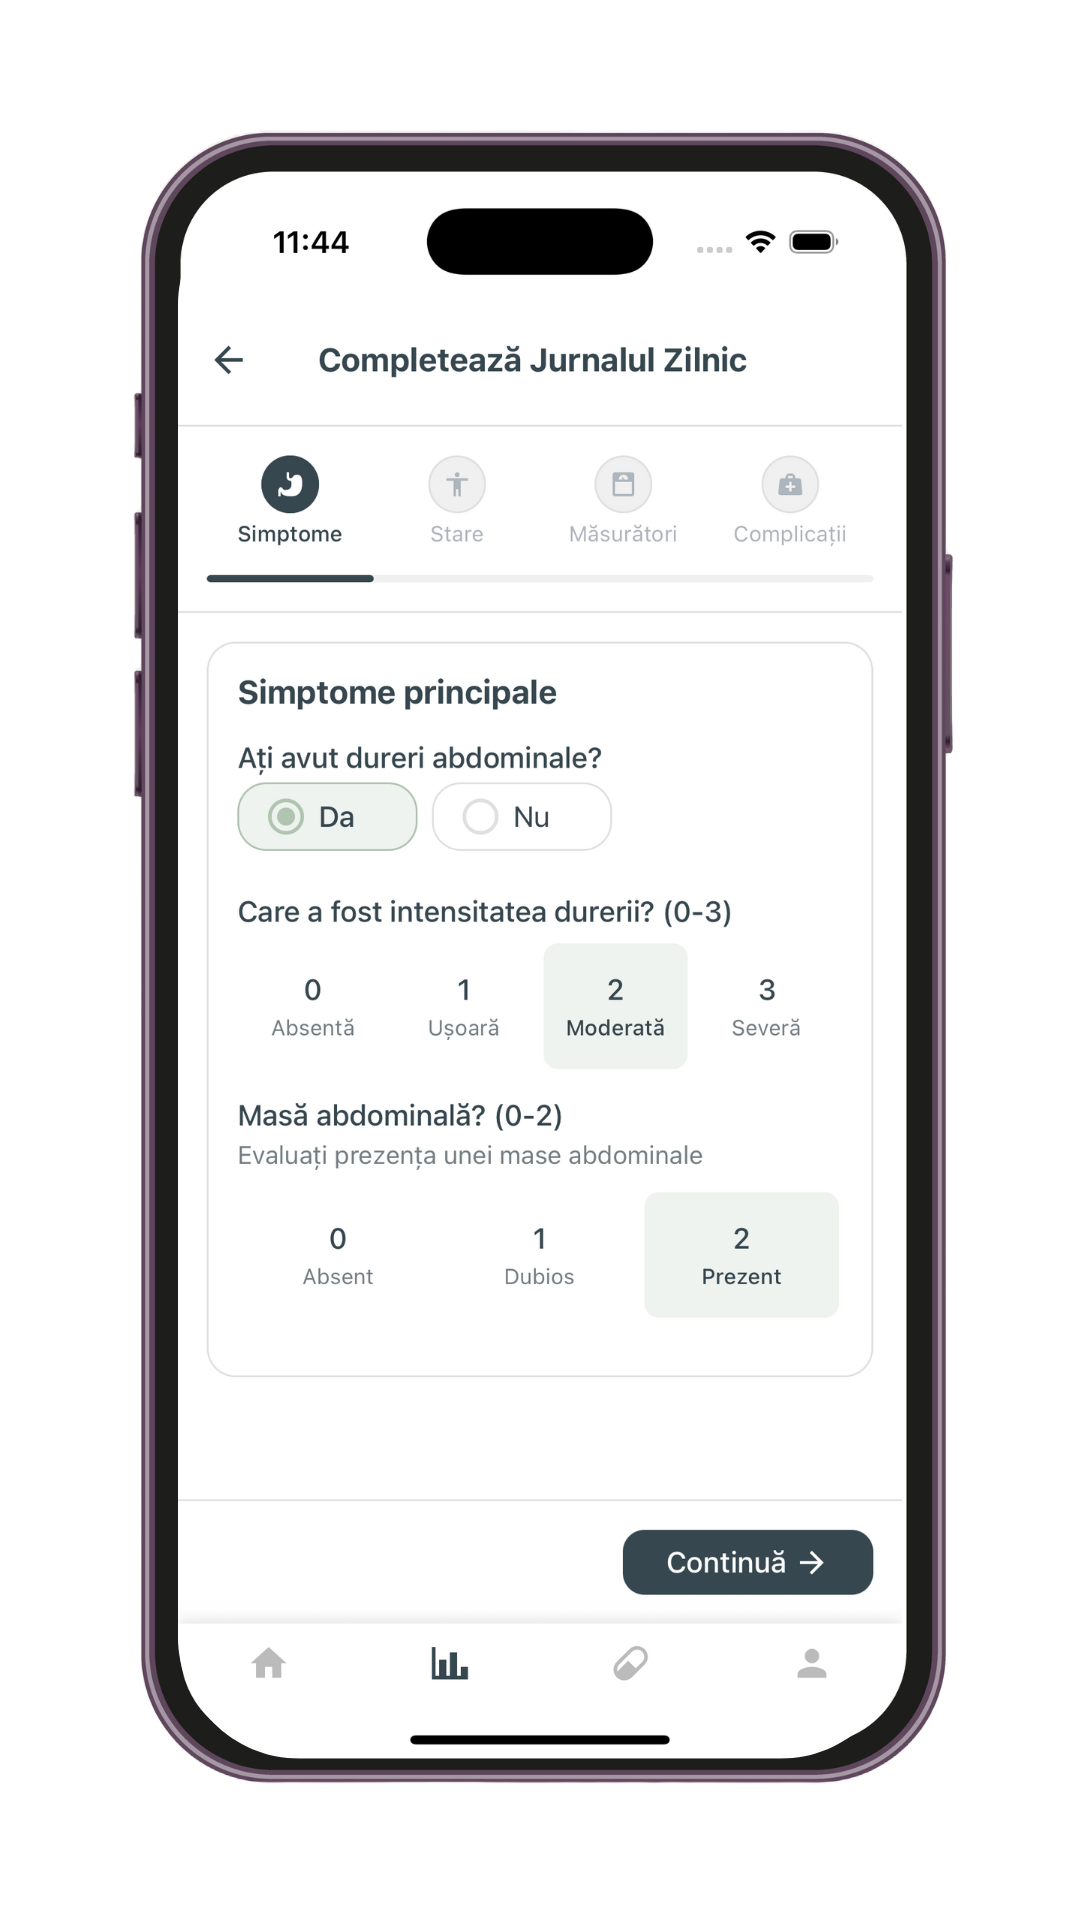 11:44
Completează Jurnalul Zilnic
Simptome
Stare
Măsurători
Complicații
Simptome principale
Ați avut dureri abdominale?
Da
Nu
Care a fost intensitatea durerii? (0-3)
0
1
2
3
Absentă
Ușoară
Moderată
Severă
Masă abdominală? (0-2)
Evaluați prezența unei mase abdominale
0
1
2
Absent
Dubios
Prezent
Continuă →